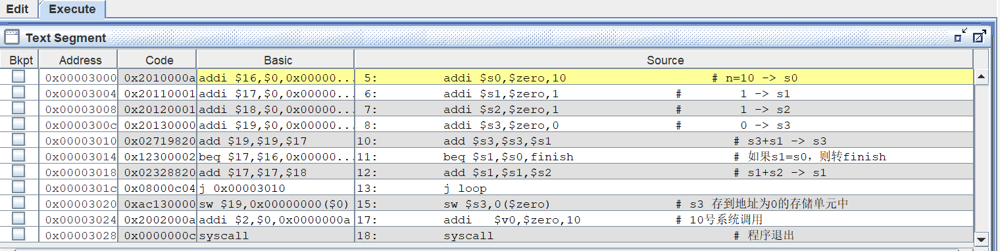 Edit Execute
Text Segment
Bkpt Address Code Basic Source
0x00003000 0x2010000a addi $16,$0,0x00000... 5: addi $s0,$zero,10 # n=10 -> s0
0x00003004 0x20110001 addi $17,$0,0x00000... 6: addi $s1,$zero,1 # 1 -> s1
0x00003008 0x20120001 addi $18,$0,0x00000... 7: addi $s2,$zero,1 # 1 -> s2
0x0000300c 0x20130000 addi $19,$0,0x00000... 8: addi $s3,$zero,0 # 0 -> s3
0x00003010 0x02719820 add $19,$19,$17 10: add $s3,$s3,$s1 # s3+s1 -> s3
0x00003014 0x12300002 beq $17,$16,0x00000... 11: beq $s1,$s0,finish # 如果s1=s0，则转finish
0x00003018 0x02328820 add $17,$17,$18 12: add $s1,$s1,$s2 # s1+s2 -> s1
0x0000301c 0x08000c04 j 0x00003010 13: j loop
0x00003020 0xac130000 sw $19,0x00000000($0) 15: sw $s3,0($zero) # s3 存到地址为0的存储单元中
0x00003024 0x2002000a addi $2,$0,0x0000000a 17: addi $v0,$zero,10 # 10号系统调用
0x00003028 0x0000000c syscall 18: syscall # 程序退出